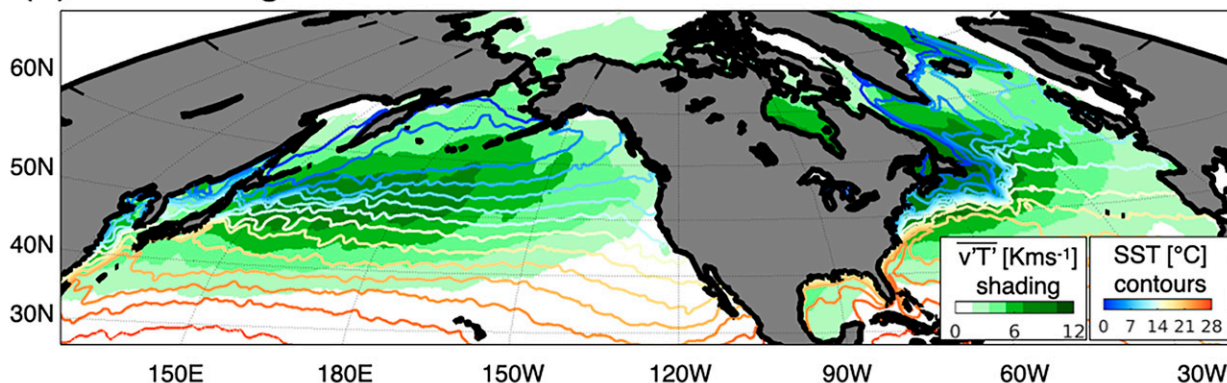 60N
50N
40N
30N
v'T' [Kms⁻¹]
shading
0 6 12
SST [°C]
contours
0 7 14 21 28
150E 180E 150W 120W 90W 60W 30W